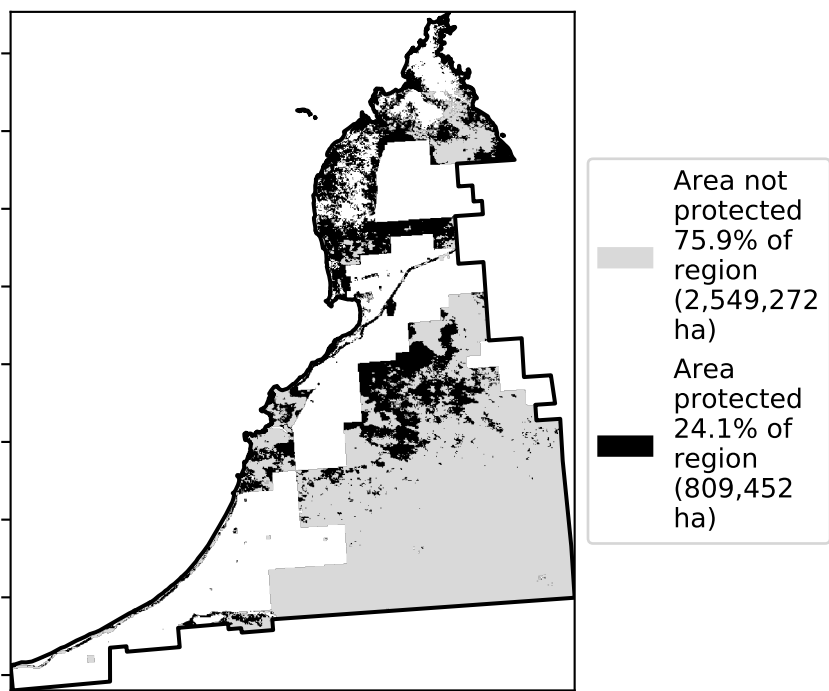 Area not
protected
75.9% of
region
(2,549,272
ha)
Area
protected
24.1% of
region
(809,452
ha)